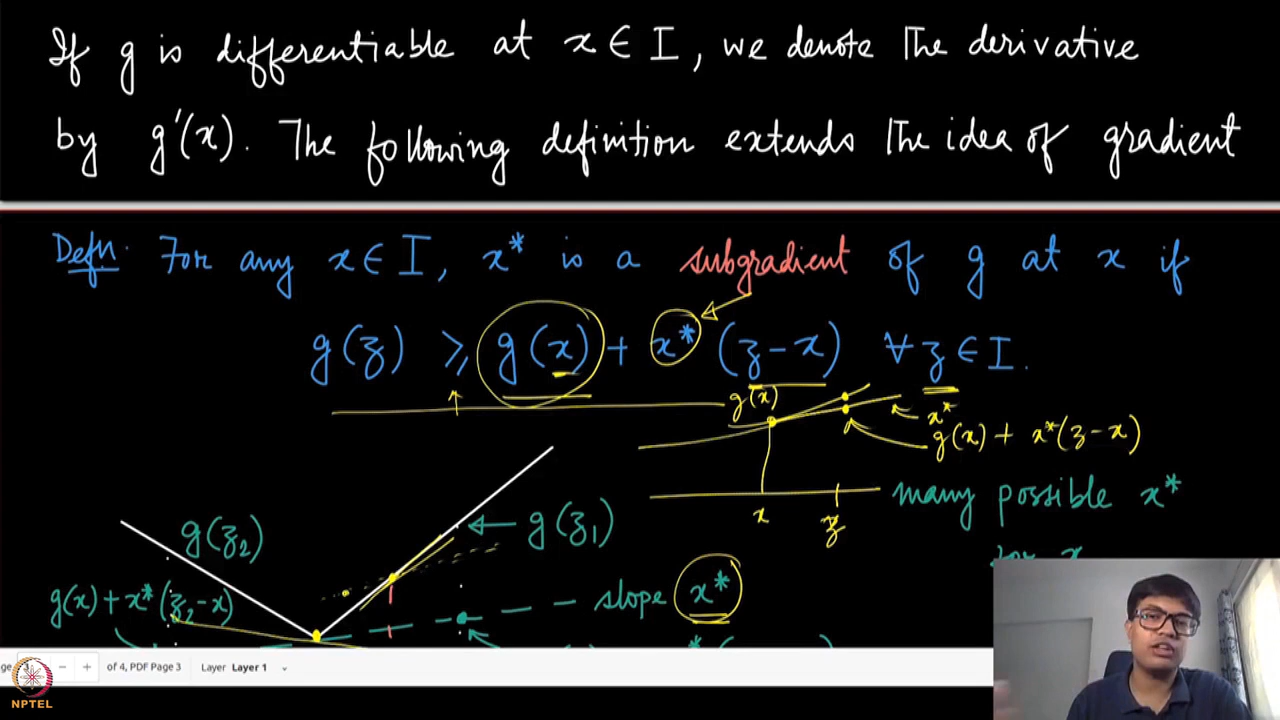 If g is differentiable at x ∈ I, we denote the derivative
by g'(x). The following definition extends the idea of gradient
Defn: For any x ∈ I, x* is a subgradient of g at x if
g(z) ≥ g(x) + x* (z-x) ∀ z ∈ I.
g(x)
x*
g(x) + x*(z-x)
x
z
many possible x*
for x
g(z₂)
g(z₁)
g(x) + x*(z₂-x)
slope x*
of 4, PDF Page 3
Layer Layer 1
NPTEL